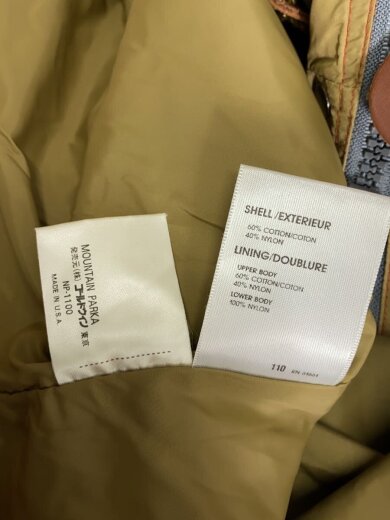 MOUNTAIN PARKA
発売元(株)ゴールドウイン東京
NP-1100
MADE IN U.S.A.
SHELL/EXTERIEUR
60% COTTON/COTON
40% NYLON
LINING/DOUBLURE
UPPER BODY
60% COTTON/COTON
40% NYLON
LOWER BODY
100% NYLON
110